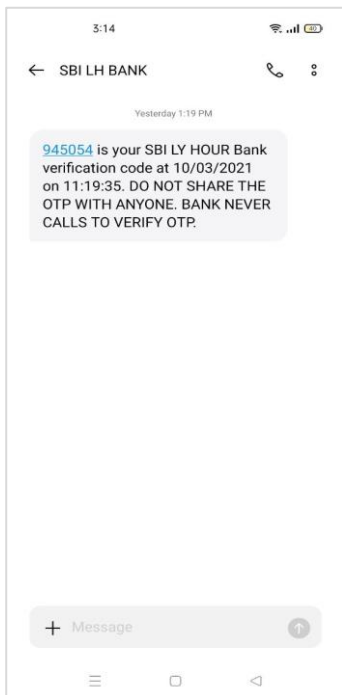 3:14
40
SBI LH BANK
Yesterday 1:19 PM
945054 is your SBI LY HOUR Bank
verification code at 10/03/2021
on 11:19:35. DO NOT SHARE THE
OTP WITH ANYONE. BANK NEVER
CALLS TO VERIFY OTP.
Message